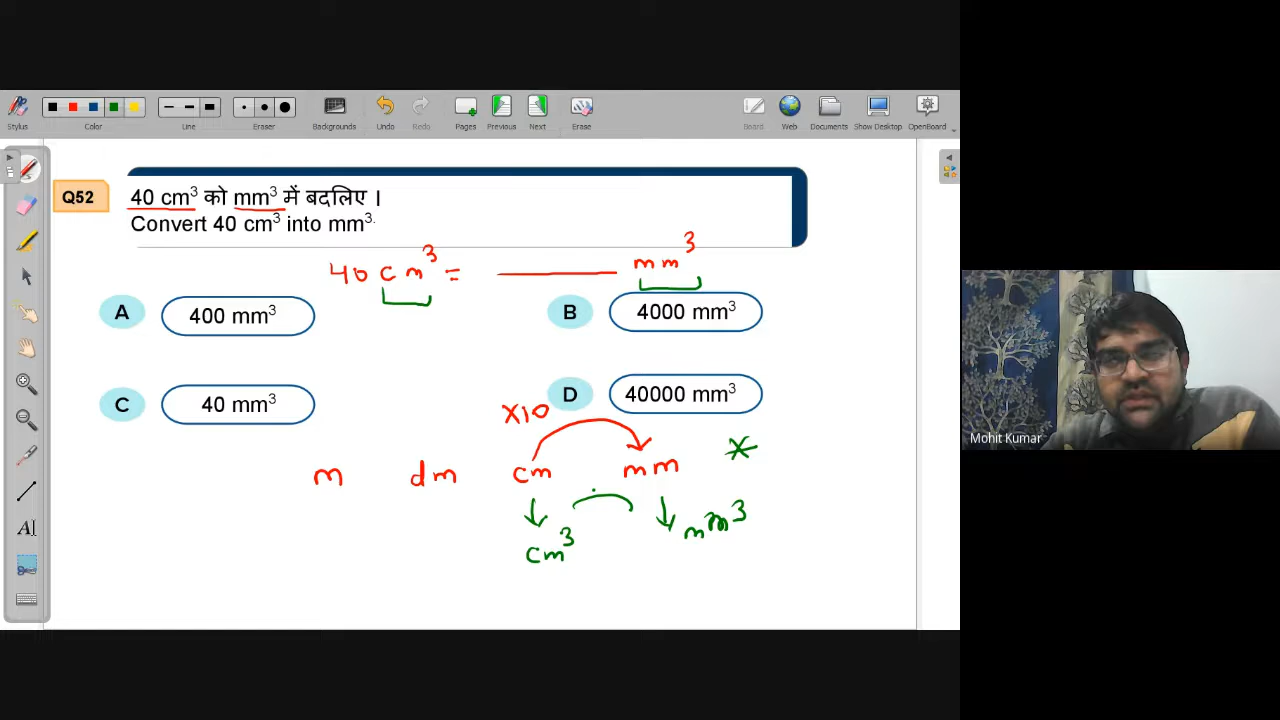 Stylus Color Line Eraser Backgrounds Undo Redo Pages Previous Next Erase Board Web Documents Show Desktop OpenBoard
Q52
40 cm³ को mm³ में बदलिए ।
Convert 40 cm³ into mm³.
40 cm³ = ______ mm³
A 400 mm³
B 4000 mm³
C 40 mm³
D 40000 mm³
X10
m dm cm mm
cm³ mm³
Mohit Kumar